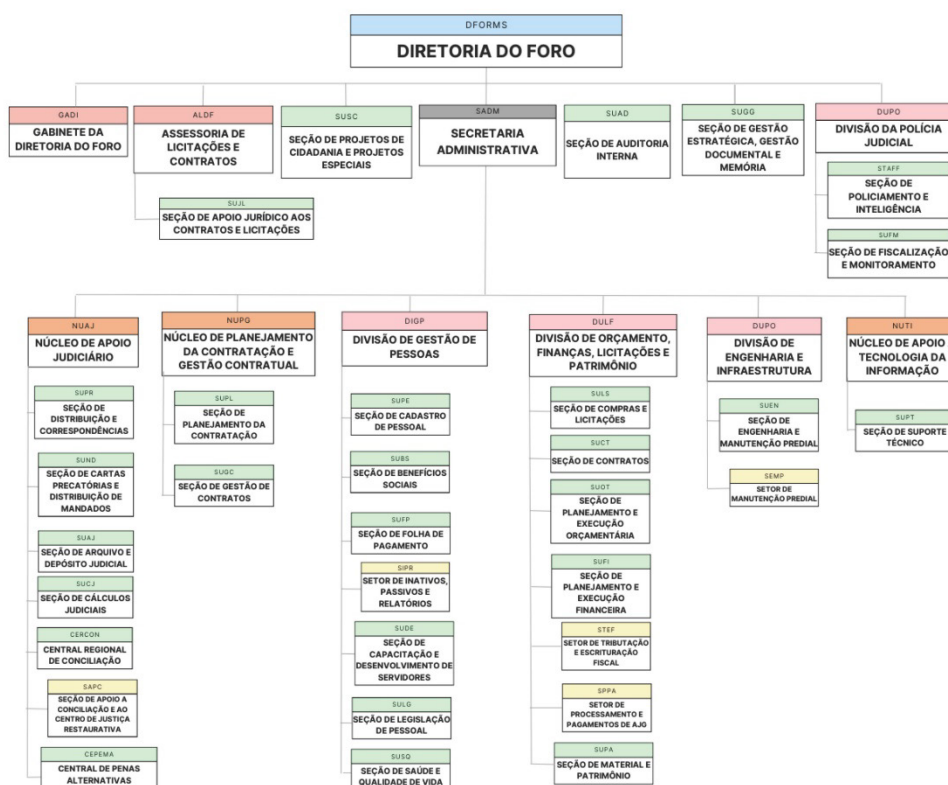 DFORMS
DIRETORIA DO FORO
GADI
GABINETE DA
DIRETORIA DO FORO
ALDF
ASSESSORIA DE
LICITAÇÕES E
CONTRATOS
SUJL
SEÇÃO DE APOIO JURÍDICO AOS
CONTRATOS E LICITAÇÕES
SUSC
SEÇÃO DE PROJETOS DE
CIDADANIA E PROJETOS
ESPECIAIS
SADM
SECRETARIA
ADMINISTRATIVA
SUAD
SEÇÃO DE AUDITORIA
INTERNA
SUGG
SEÇÃO DE GESTÃO
ESTRATÉGICA, GESTÃO
DOCUMENTAL E
MEMÓRIA
DUPO
DIVISÃO DA POLÍCIA
JUDICIAL
STAFF
SEÇÃO DE
POLICIAMENTO E
INTELIGÊNCIA
SUFM
SEÇÃO DE FISCALIZAÇÃO
E MONITORAMENTO
NUAJ
NÚCLEO DE APOIO
JUDICIÁRIO
SUPR
SEÇÃO DE
DISTRIBUIÇÃO E
CORRESPONDÊNCIAS
SUND
SEÇÃO DE CARTAS
PRECATÓRIAS E
DISTRIBUIÇÃO DE
MANDADOS
SUAJ
SEÇÃO DE ARQUIVO E
DEPÓSITO JUDICIAL
SUCJ
SEÇÃO DE CÁLCULOS
JUDICIAIS
CERCON
CENTRAL REGIONAL
DE CONCILIAÇÃO
SAPC
SEÇÃO DE APOIO A
CONCILIAÇÃO E AO
CENTRO DE JUSTIÇA
RESTAURATIVA
CEPEMA
CENTRAL DE PENAS
ALTERNATIVAS
NUPG
NÚCLEO DE PLANEJAMENTO
DA CONTRATAÇÃO E
GESTÃO CONTRATUAL
SUPL
SEÇÃO DE
PLANEJAMENTO DA
CONTRATAÇÃO
SUGC
SEÇÃO DE GESTÃO DE
CONTRATOS
DIGP
DIVISÃO DE GESTÃO DE
PESSOAS
SUPE
SEÇÃO DE CADASTRO
DE PESSOAL
SUBS
SEÇÃO DE BENEFÍCIOS
SOCIAIS
SUFP
SEÇÃO DE FOLHA DE
PAGAMENTO
SIPR
SETOR DE INATIVOS,
PASSIVOS E
RELATÓRIOS
SUDE
SEÇÃO DE
CAPACITAÇÃO E
DESENVOLVIMENTO DE
SERVIDORES
SULG
SEÇÃO DE LEGISLAÇÃO
DE PESSOAL
SUSQ
SEÇÃO DE SAÚDE E
QUALIDADE DE VIDA
DULF
DIVISÃO DE ORÇAMENTO,
FINANÇAS, LICITAÇÕES E
PATRIMÔNIO
SULS
SEÇÃO DE COMPRAS E
LICITAÇÕES
SUCT
SEÇÃO DE CONTRATOS
SUOT
SEÇÃO DE
PLANEJAMENTO E
EXECUÇÃO
ORÇAMENTÁRIA
SUFI
SEÇÃO DE
PLANEJAMENTO E
EXECUÇÃO
FINANCEIRA
STEF
SETOR DE TRIBUTAÇÃO
E ESCRITURAÇÃO
FISCAL
SPPA
SETOR DE
PROCESSAMENTO E
PAGAMENTOS DE AJG
SUPA
SEÇÃO DE MATERIAL E
PATRIMÔNIO
DUPO
DIVISÃO DE
ENGENHARIA E
INFRAESTRUTURA
SUEN
SEÇÃO DE
ENGENHARIA E
MANUTENÇÃO PREDIAL
SEMP
SETOR DE
MANUTENÇÃO PREDIAL
NUTI
NÚCLEO DE APOIO À
TECNOLOGIA DA
INFORMAÇÃO
SUPT
SEÇÃO DE SUPORTE
TÉCNICO